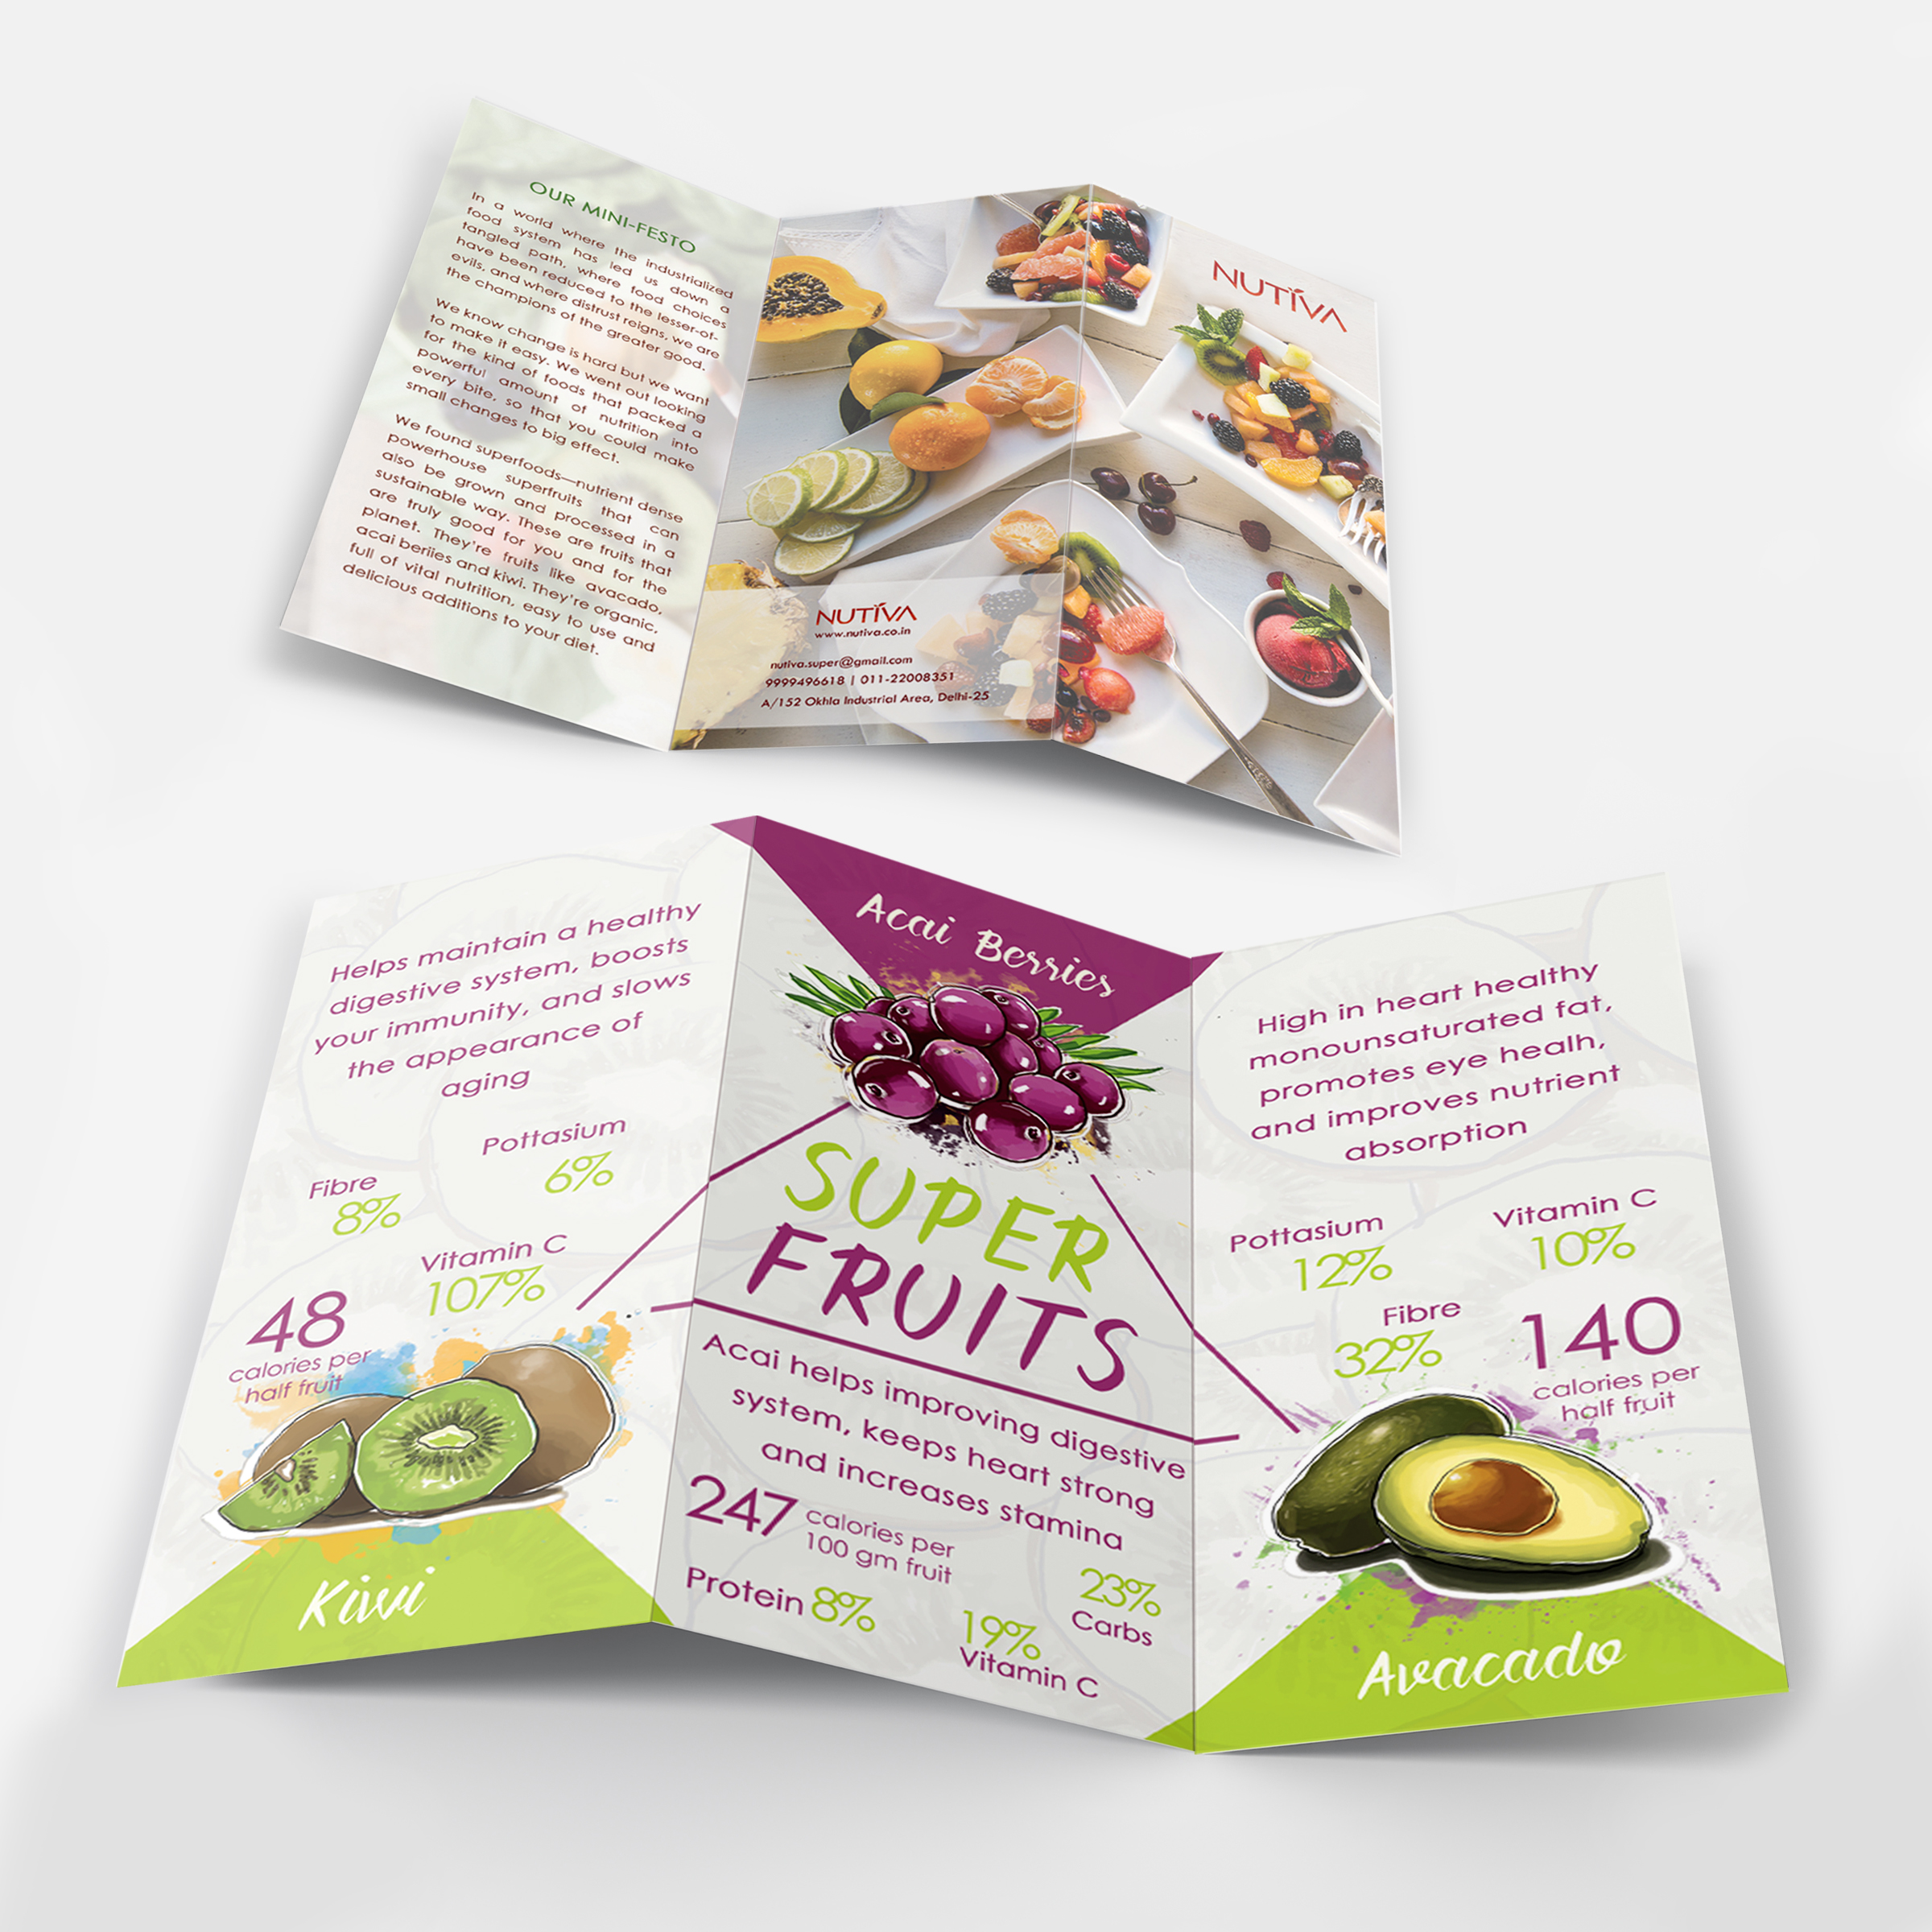 OUR MINI-FESTO
In a world where the industrialized
food system has led us down a
tangled path, where food choices
have been reduced to the lesser-of-
evils, and where distrust reigns, we are
the champions of the greater good.
We know change is hard but we want
to make it easy. We went out looking
for the kind of foods that packed a
powerful amount of nutrition into
every bite, so that you could make
small changes to big effect.
We found superfoods—nutrient dense
powerhouse superfruits that can
also be grown and processed in a
sustainable way. These are fruits that
are truly good for you and for the
planet. They're fruits like avacado,
acai beriies and kiwi. They're organic,
full of vital nutrition, easy to use and
delicious additions to your diet.
NUTIVA
www.nutiva.co.in
nutiva.super@gmail.com
9999496618 | 011-22008351
A/152 Okhla Industrial Area, Delhi-25
NUTIVA
Helps maintain a healthy
digestive system, boosts
your immunity, and slows
the appearance of
aging
Pottasium
6%
Fibre
8%
Vitamin C
107%
48
calories per
half fruit
Kiwi
Acai Berries
SUPER
FRUITS
Acai helps improving digestive
system, keeps heart strong
and increases stamina
247 calories per
100 gm fruit
Protein 8%
19%
Vitamin C
23%
Carbs
High in heart healthy
monounsaturated fat,
promotes eye healh,
and improves nutrient
absorption
Pottasium
12%
Vitamin C
10%
Fibre
32%
140
calories per
half fruit
Avacado